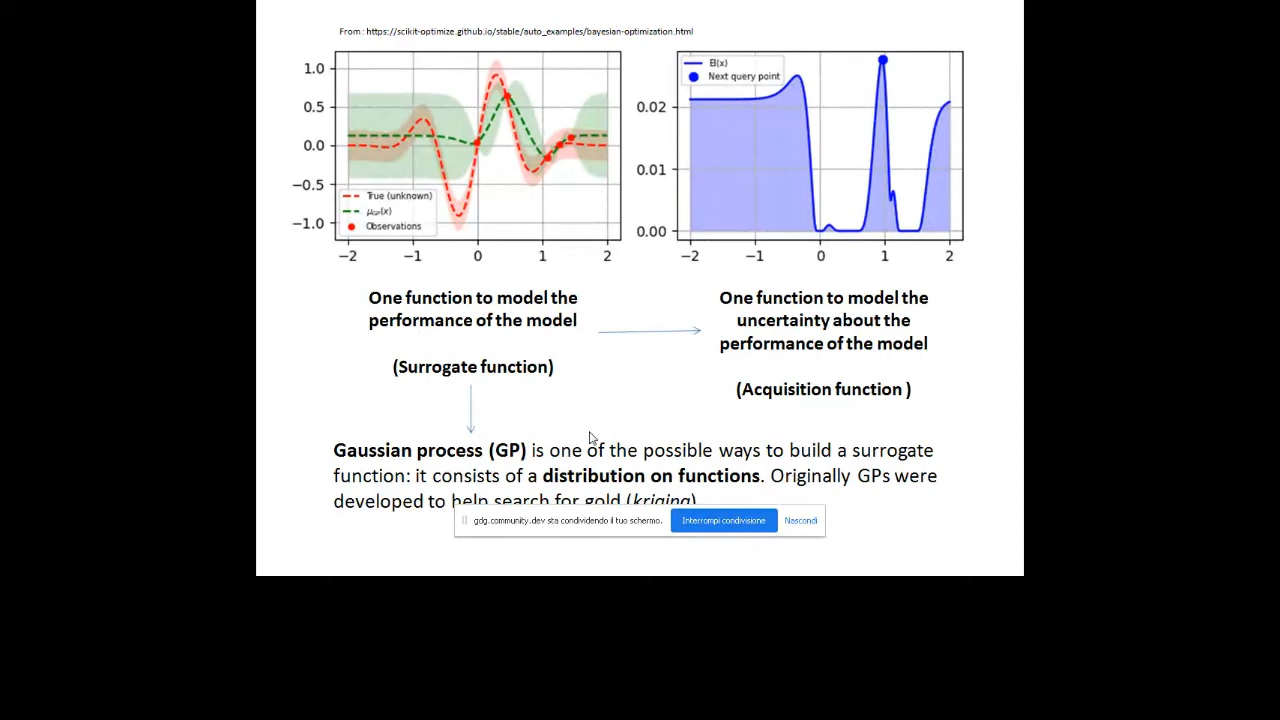 From: https://scikit-optimize.github.io/stable/auto_examples/bayesian-optimization.html
1.0
0.5
0.0
−0.5
−1.0
True (unknown)
μGP(x)
Observations
−2 −1 0 1 2
EI(x)
Next query point
0.02
0.01
0.00
−2 −1 0 1 2
One function to model the
performance of the model
(Surrogate function)
One function to model the
uncertainty about the
performance of the model
(Acquisition function )
Gaussian process (GP) is one of the possible ways to build a surrogate
function: it consists of a distribution on functions. Originally GPs were
developed to help search for gold (kriging)
gdg.community.dev sta condividendo il tuo schermo. Interrompi condivisione Nascondi